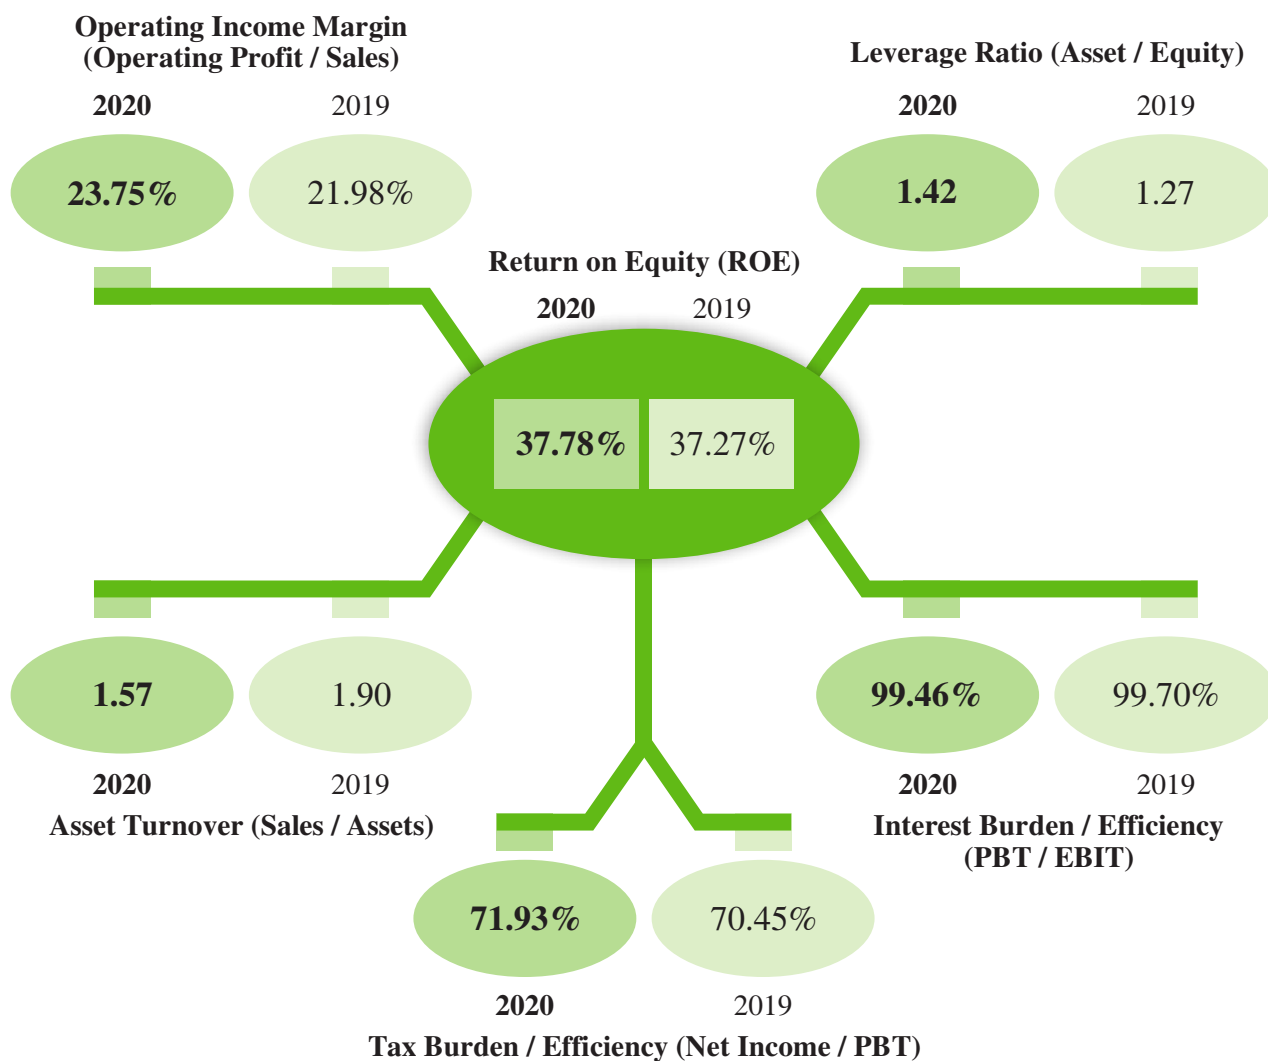 Operating Income Margin
(Operating Profit / Sales)
2020 2019
23.75% 21.98%
Leverage Ratio (Asset / Equity)
2020 2019
1.42 1.27
Return on Equity (ROE)
2020 2019
37.78% 37.27%
1.57 1.90
2020 2019
Asset Turnover (Sales / Assets)
99.46% 99.70%
2020 2019
Interest Burden / Efficiency
(PBT / EBIT)
71.93% 70.45%
2020 2019
Tax Burden / Efficiency (Net Income / PBT)